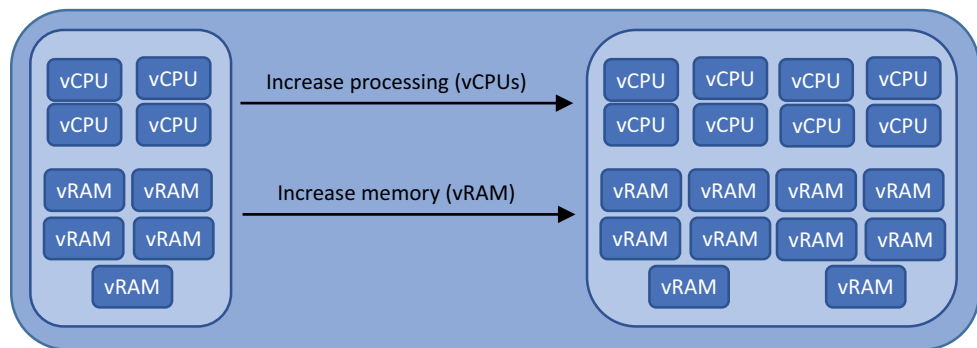 vCPU vCPU
vCPU vCPU
vRAM vRAM
vRAM vRAM
vRAM
Increase processing (vCPUs)
Increase memory (vRAM)
vCPU vCPU vCPU vCPU
vCPU vCPU vCPU vCPU
vRAM vRAM vRAM vRAM
vRAM vRAM vRAM vRAM
vRAM vRAM